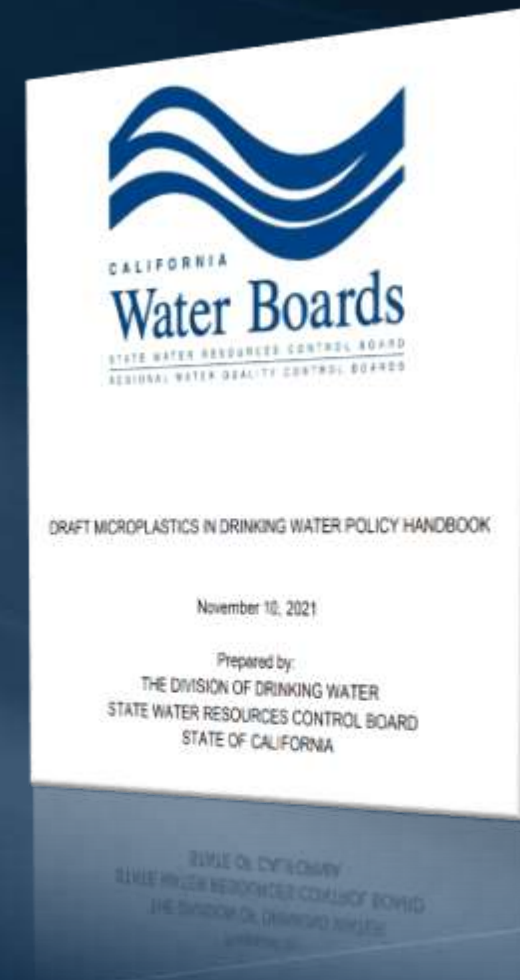 CALIFORNIA
Water Boards
STATE WATER RESOURCES CONTROL BOARD
REGIONAL WATER QUALITY CONTROL BOARDS
DRAFT MICROPLASTICS IN DRINKING WATER POLICY HANDBOOK
November 10, 2021
Prepared by:
THE DIVISION OF DRINKING WATER
STATE WATER RESOURCES CONTROL BOARD
STATE OF CALIFORNIA